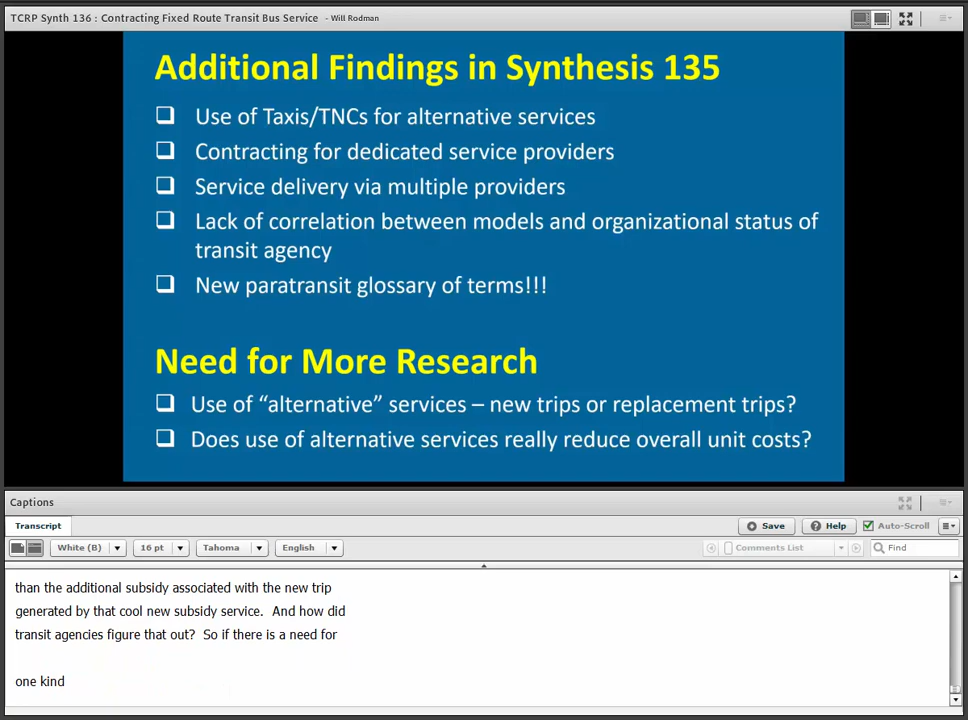 TCRP Synth 136 : Contracting Fixed Route Transit Bus Service - Will Rodman
Additional Findings in Synthesis 135
Use of Taxis/TNCs for alternative services
Contracting for dedicated service providers
Service delivery via multiple providers
Lack of correlation between models and organizational status of
transit agency
New paratransit glossary of terms!!!
Need for More Research
Use of “alternative” services – new trips or replacement trips?
Does use of alternative services really reduce overall unit costs?
Captions
Transcript
Save
Help
Auto-Scroll
White (B)
16 pt
Tahoma
English
Comments List
Find
than the additional subsidy associated with the new trip
generated by that cool new subsidy service.  And how did
transit agencies figure that out?  So if there is a need for
one kind